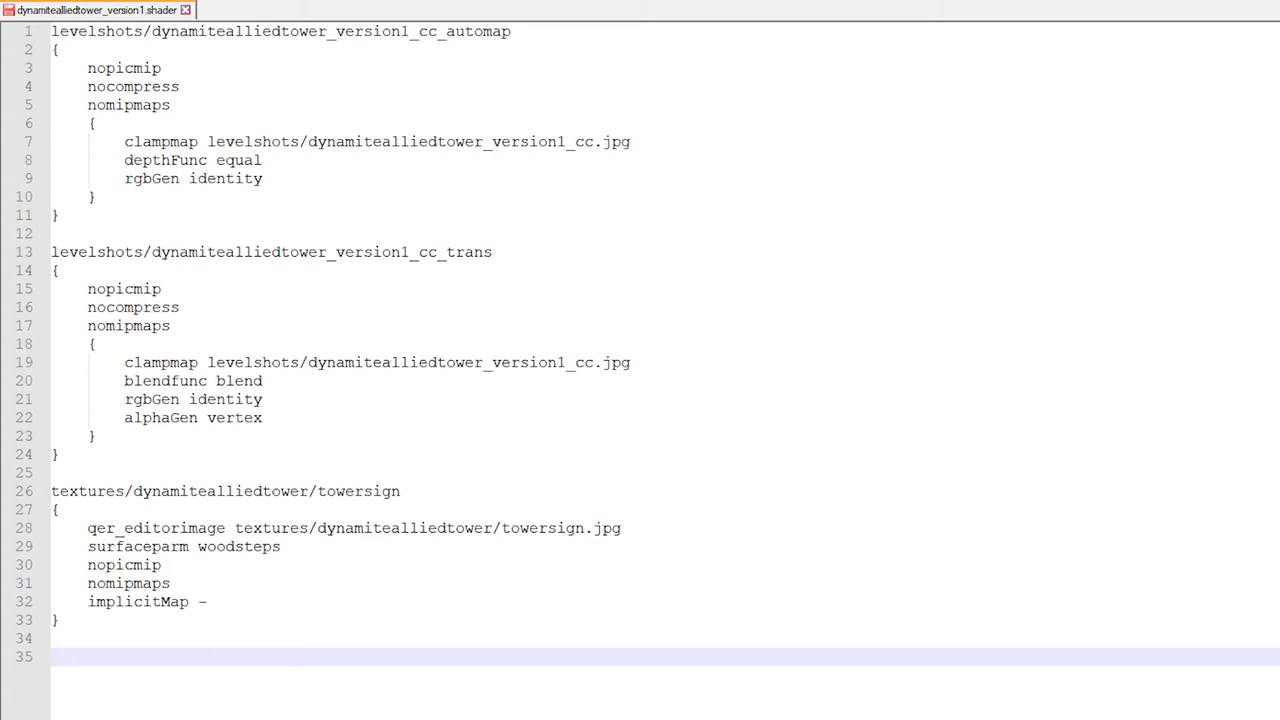 dynamitealliedtower_version1.shader
1 levelshots/dynamitealliedtower_version1_cc_automap
2 {
3 nopicmip
4 nocompress
5 nomipmaps
6 {
7 clampmap levelshots/dynamitealliedtower_version1_cc.jpg
8 depthFunc equal
9 rgbGen identity
10 }
11 }
12
13 levelshots/dynamitealliedtower_version1_cc_trans
14 {
15 nopicmip
16 nocompress
17 nomipmaps
18 {
19 clampmap levelshots/dynamitealliedtower_version1_cc.jpg
20 blendfunc blend
21 rgbGen identity
22 alphaGen vertex
23 }
24 }
25
26 textures/dynamitealliedtower/towersign
27 {
28 qer_editorimage textures/dynamitealliedtower/towersign.jpg
29 surfaceparm woodsteps
30 nopicmip
31 nomipmaps
32 implicitMap -
33 }
34
35